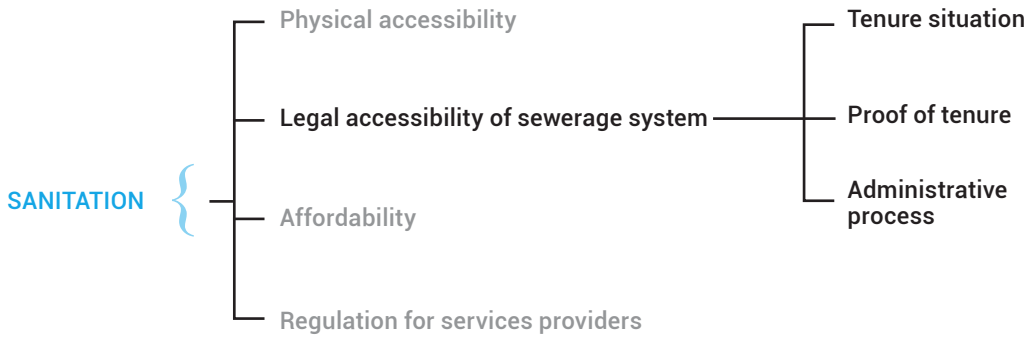 SANITATION
Physical accessibility
Legal accessibility of sewerage system
Affordability
Regulation for services providers
Tenure situation
Proof of tenure
Administrative
process